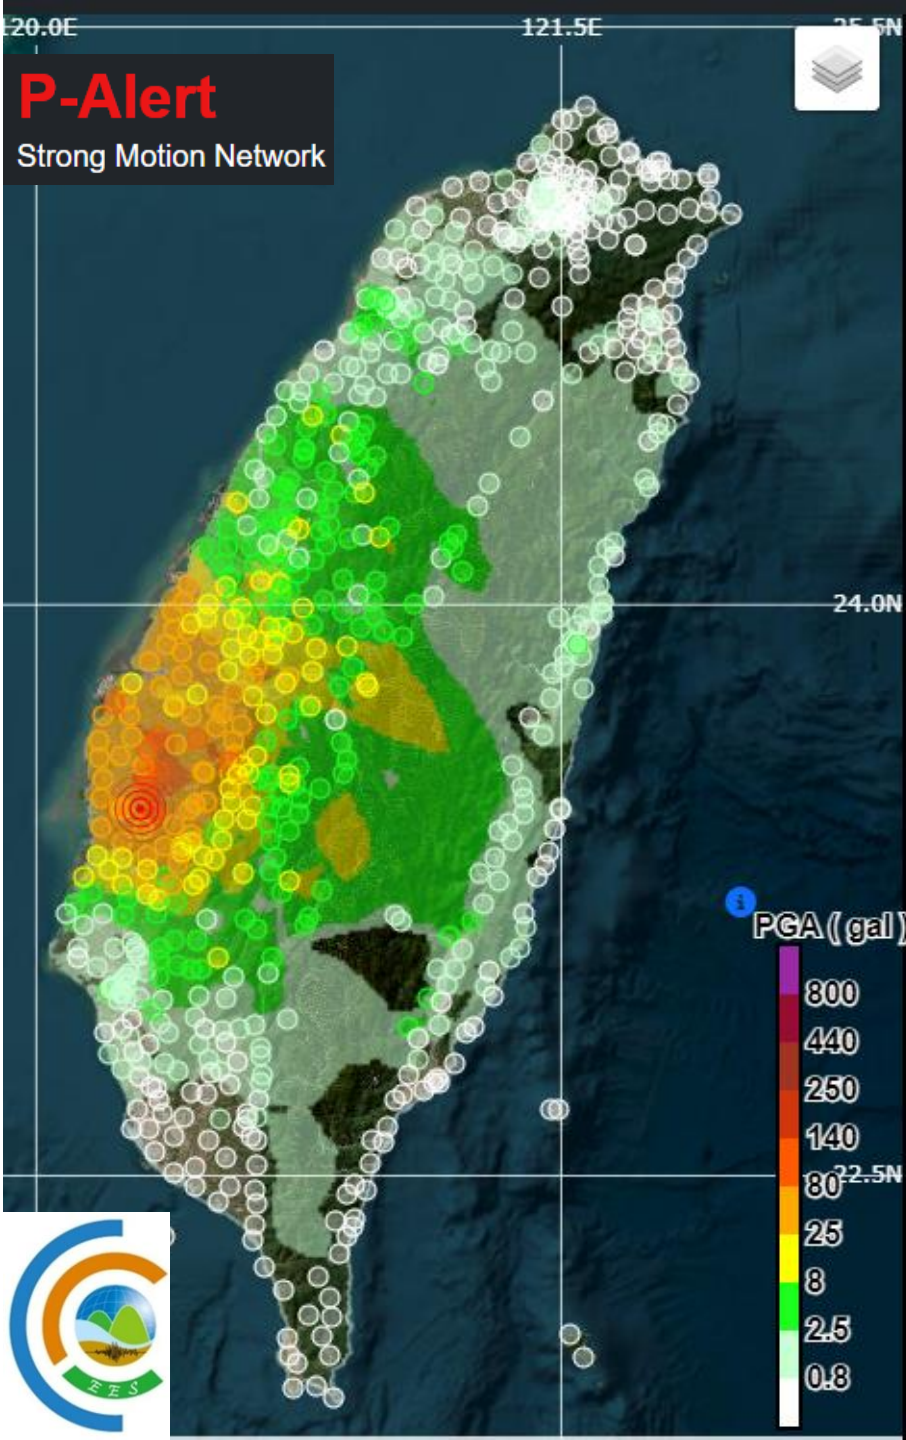 120.0E
121.5E
25.5N
P-Alert
Strong Motion Network
24.0N
i
PGA ( gal )
800
440
250
140
80
22.5N
25
8
2.5
0.8
E E S